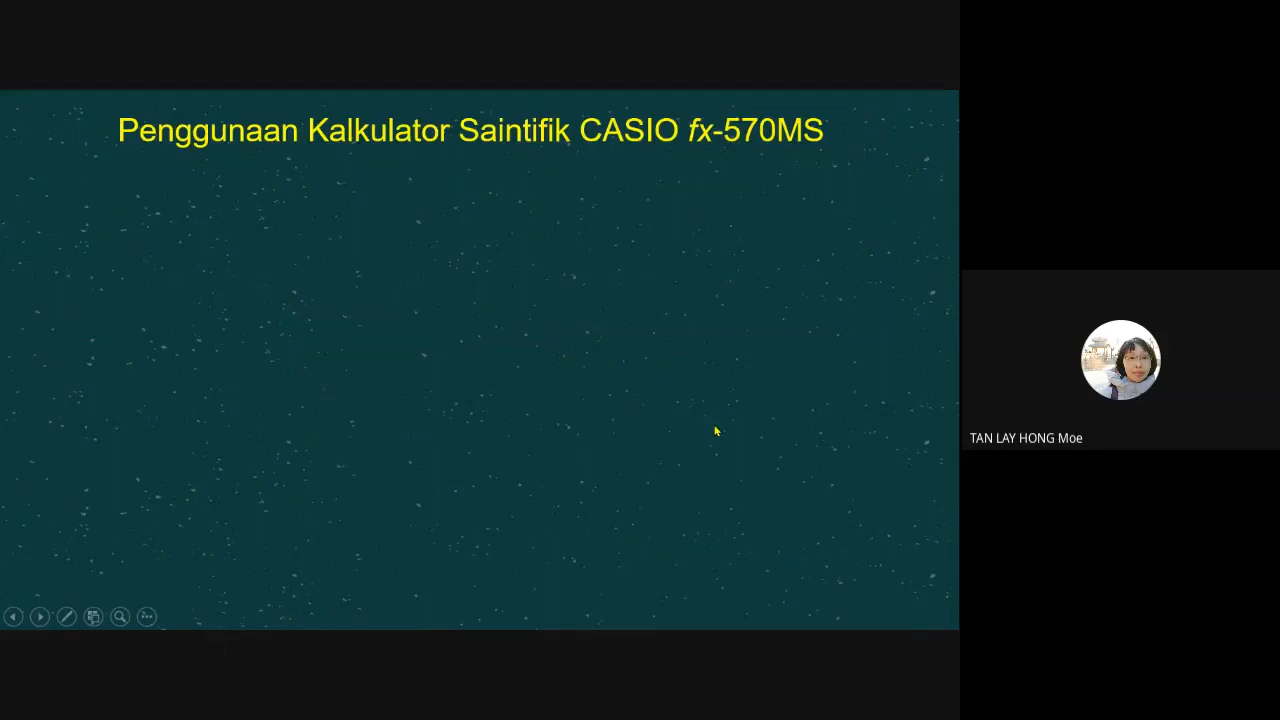 Penggunaan Kalkulator Saintifik CASIO fx-570MS
TAN LAY HONG Moe